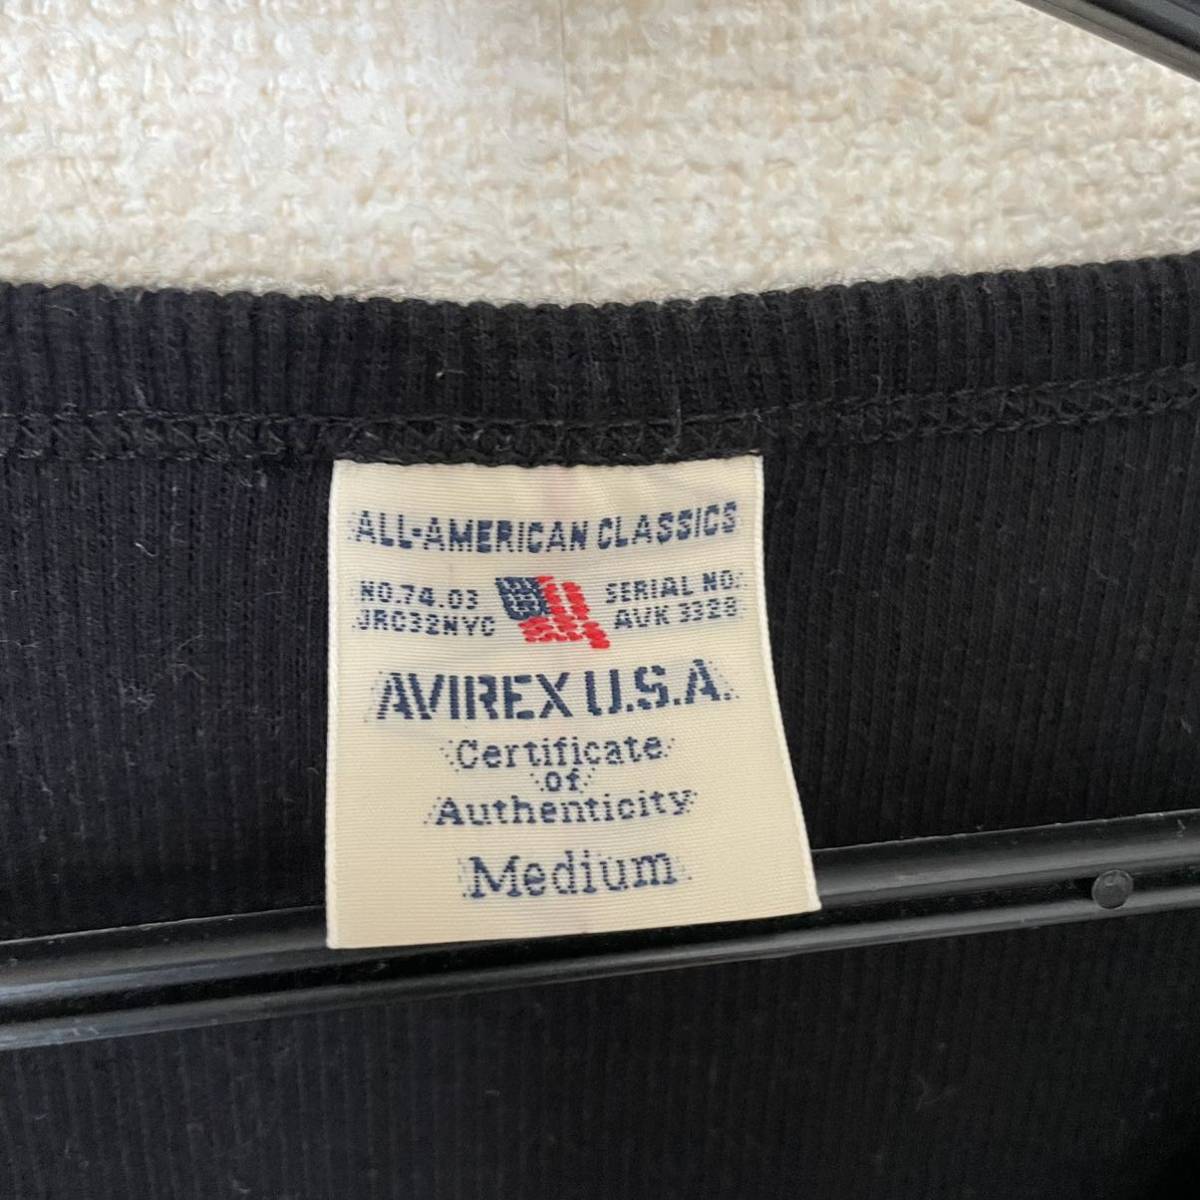 ALL-AMERICAN CLASSICS
NO.74.03
JRC32NYC
SERIAL NO.
AVK 3328
AVIREX U.S.A.
Certificate
of
Authenticity
Medium